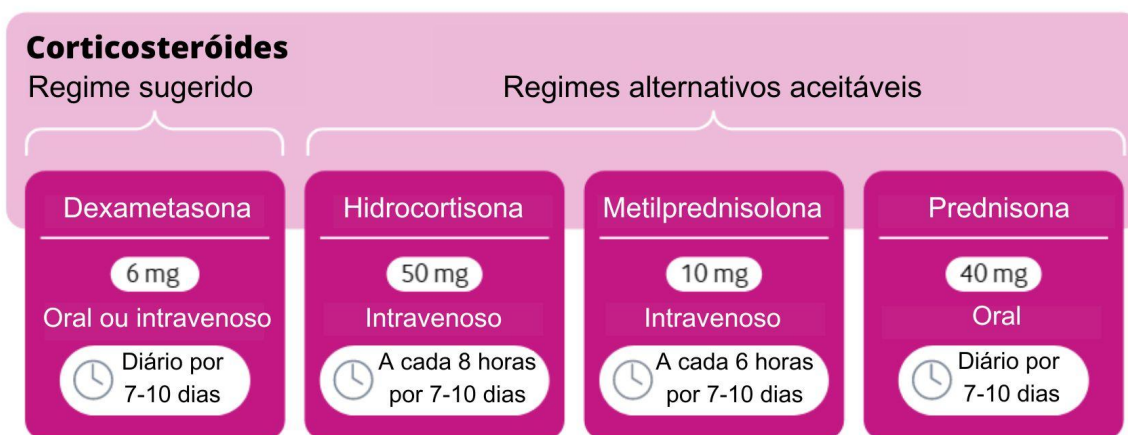 Corticosteróides
Regime sugerido
Regimes alternativos aceitáveis
Dexametasona
6 mg
Oral ou intravenoso
Diário por
7-10 dias
Hidrocortisona
50 mg
Intravenoso
A cada 8 horas
por 7-10 dias
Metilprednisolona
10 mg
Intravenoso
A cada 6 horas
por 7-10 dias
Prednisona
40 mg
Oral
Diário por
7-10 dias